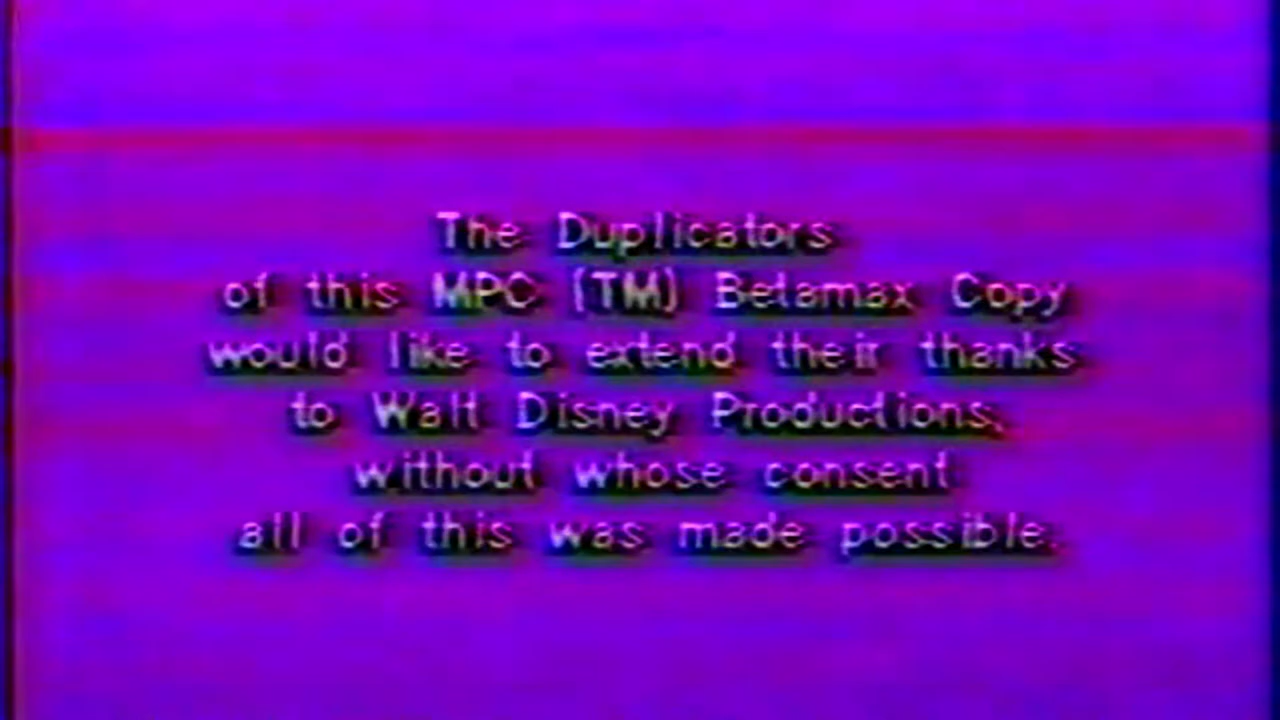 The Duplicators
of this MPC (TM) Betamax Copy
would like to extend their thanks
to Walt Disney Productions,
without whose consent
all of this was made possible.